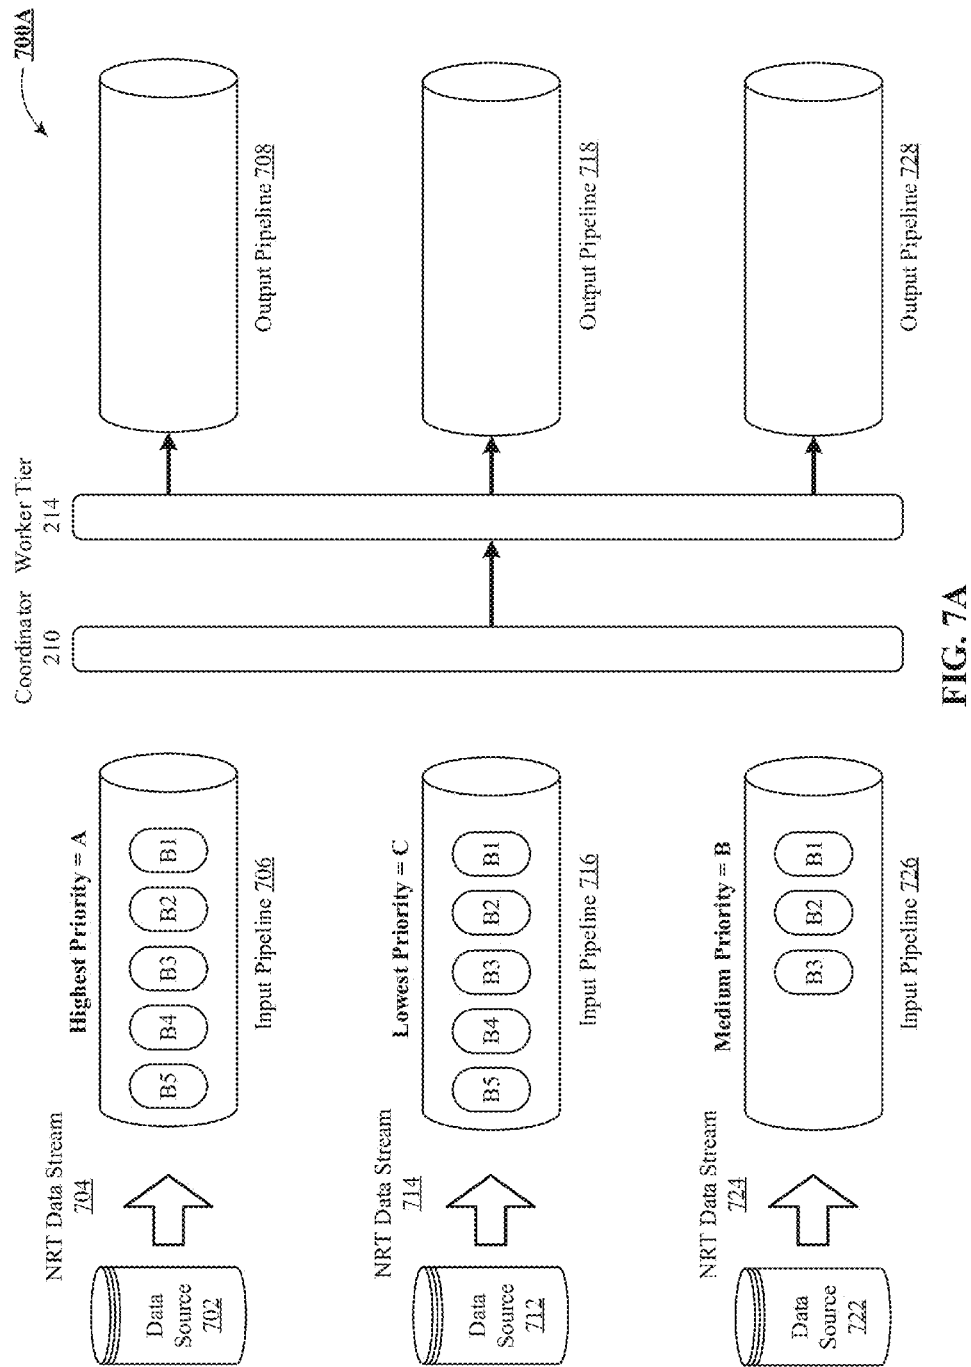 700A
NRT Data Stream
704
Highest Priority = A
Coordinator
210
Worker Tier
214
Data
Source
702
B5
B4
B3
B2
B1
Input Pipeline 706
Output Pipeline 708
NRT Data Stream
714
Lowest Priority = C
Data
Source
712
B5
B4
B3
B2
B1
Input Pipeline 716
Output Pipeline 718
NRT Data Stream
724
Medium Priority = B
Data
Source
722
B3
B2
B1
Input Pipeline 726
Output Pipeline 728
FIG. 7A